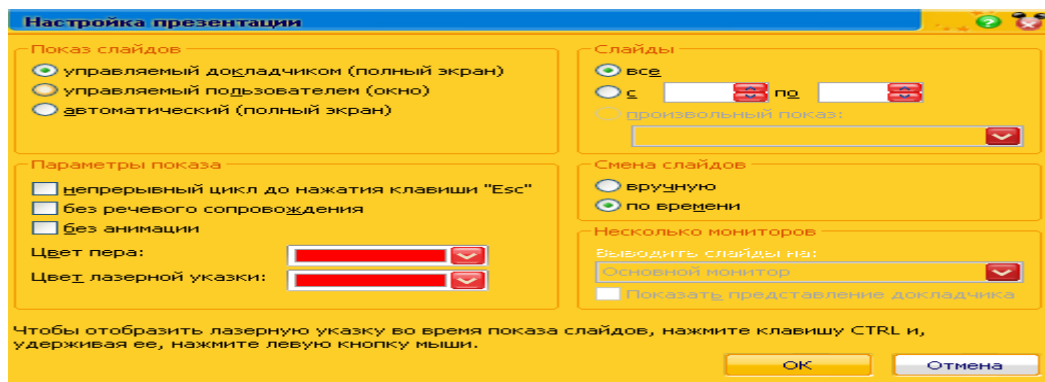 Настройка презентации
Показ слайдов
управляемый докладчиком (полный экран)
управляемый пользователем (окно)
автоматический (полный экран)
Слайды
все
с по
произвольный показ:
Параметры показа
непрерывный цикл до нажатия клавиши "Esc"
без речевого сопровождения
без анимации
Цвет пера:
Цвет лазерной указки:
Смена слайдов
вручную
по времени
Несколько мониторов
Выводить слайды на:
Основной монитор
Показать представление докладчика
Чтобы отобразить лазерную указку во время показа слайдов, нажмите клавишу CTRL и,
удерживая ее, нажмите левую кнопку мыши.
ОК Отмена